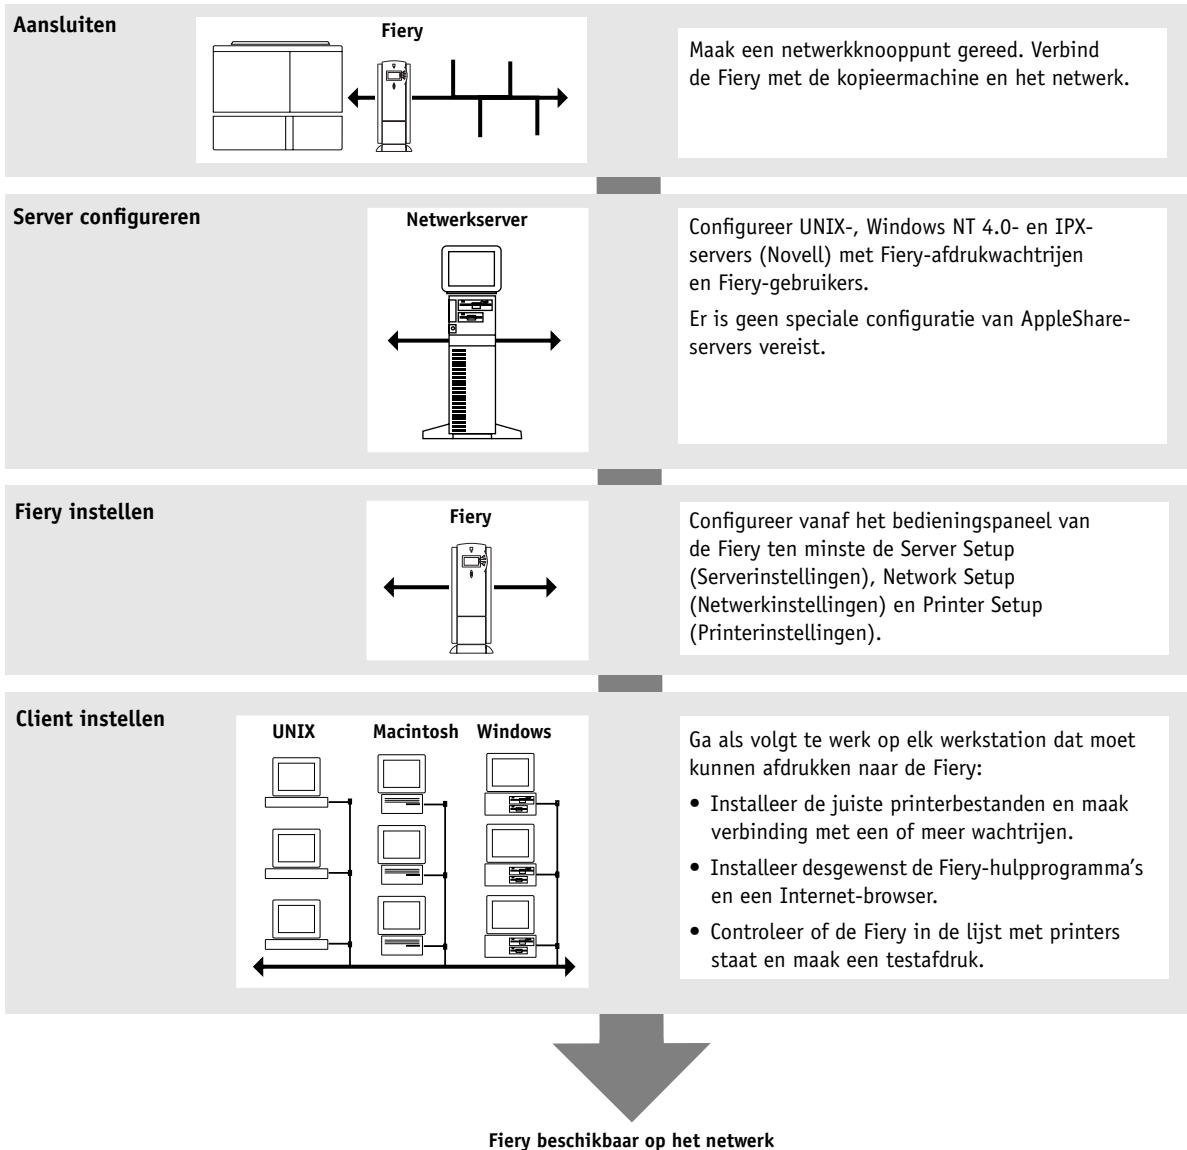 Aansluiten
Fiery
Maak een netwerkknooppunt gereed. Verbind
de Fiery met de kopieermachine en het netwerk.
Server configureren
Netwerkserver
Configureer UNIX-, Windows NT 4.0- en IPX-
servers (Novell) met Fiery-afdrukwachtrijen
en Fiery-gebruikers.
Er is geen speciale configuratie van AppleShare-
servers vereist.
Fiery instellen
Fiery
Configureer vanaf het bedieningspaneel van
de Fiery ten minste de Server Setup
(Serverinstellingen), Network Setup
(Netwerkinstellingen) en Printer Setup
(Printerinstellingen).
Client instellen
UNIX Macintosh Windows
Ga als volgt te werk op elk werkstation dat moet
kunnen afdrukken naar de Fiery:
• Installeer de juiste printerbestanden en maak
verbinding met een of meer wachtrijen.
• Installeer desgewenst de Fiery-hulpprogramma’s
en een Internet-browser.
• Controleer of de Fiery in de lijst met printers
staat en maak een testafdruk.
Fiery beschikbaar op het netwerk